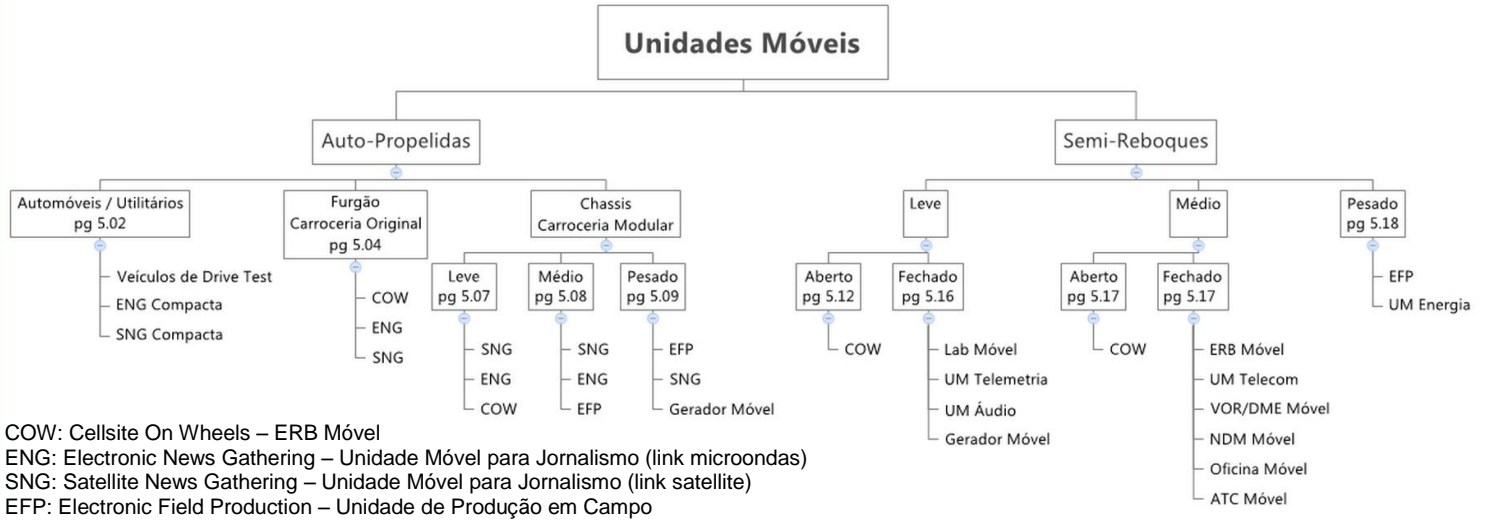 Unidades Móveis
Auto-Propelidas
Semi-Reboques
Automóveis / Utilitários
pg 5.02
Veículos de Drive Test
ENG Compacta
SNG Compacta
Furgão
Carroceria Original
pg 5.04
COW
ENG
SNG
Chassis
Carroceria Modular
Leve
pg 5.07
SNG
ENG
COW
Médio
pg 5.08
SNG
ENG
EFP
Pesado
pg 5.09
EFP
SNG
Gerador Móvel
Leve
Aberto
pg 5.12
COW
Fechado
pg 5.16
Lab Móvel
UM Telemetria
UM Áudio
Gerador Móvel
Médio
Aberto
pg 5.17
COW
Fechado
pg 5.17
ERB Móvel
UM Telecom
VOR/DME Móvel
NDM Móvel
Oficina Móvel
ATC Móvel
Pesado
pg 5.18
EFP
UM Energia
COW: Cellsite On Wheels – ERB Móvel
ENG: Electronic News Gathering – Unidade Móvel para Jornalismo (link microondas)
SNG: Satellite News Gathering – Unidade Móvel para Jornalismo (link satellite)
EFP: Electronic Field Production – Unidade de Produção em Campo